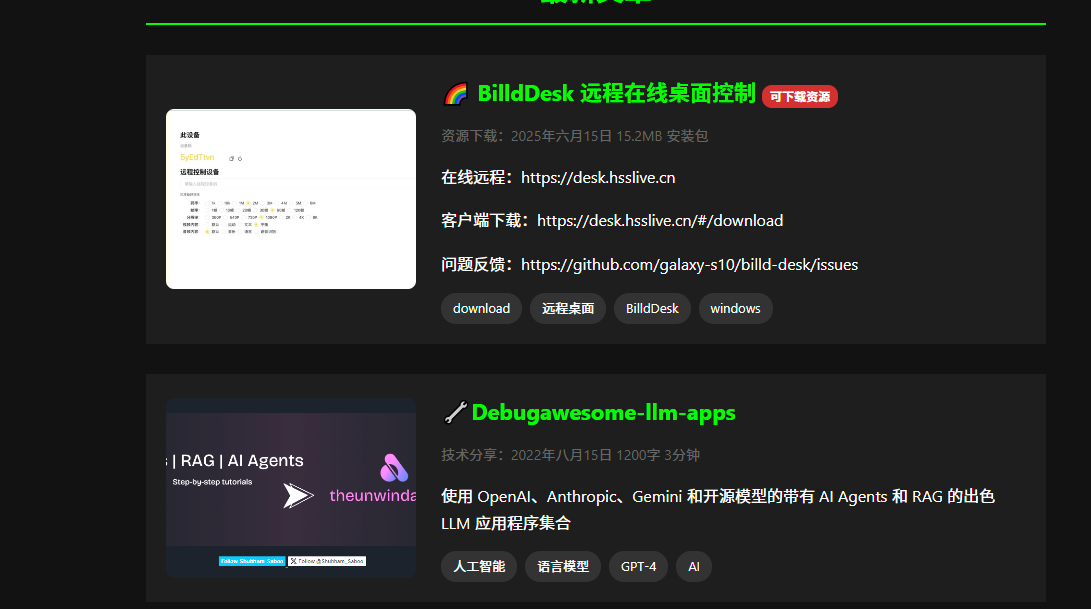 最新文章
🌈 BilldDesk 远程在线桌面控制 可下载资源
资源下载：2025年六月15日 15.2MB 安装包
在线远程：https://desk.hsslive.cn
客户端下载：https://desk.hsslive.cn/#/download
问题反馈：https://github.com/galaxy-s10/billd-desk/issues
download 远程桌面 BilldDesk windows
此设备
5yEdTIwn
远程控制设备
🔧 Debugawesome-llm-apps
技术分享：2022年八月15日 1200字 3分钟
使用 OpenAI、Anthropic、Gemini 和开源模型的带有 AI Agents 和 RAG 的出色
LLM 应用程序集合
人工智能 语言模型 GPT-4 AI
| RAG | AI Agents
Step-by-step tutorials
theunwinda
Follow Shubham Saboo
Follow @Shubham_Saboo